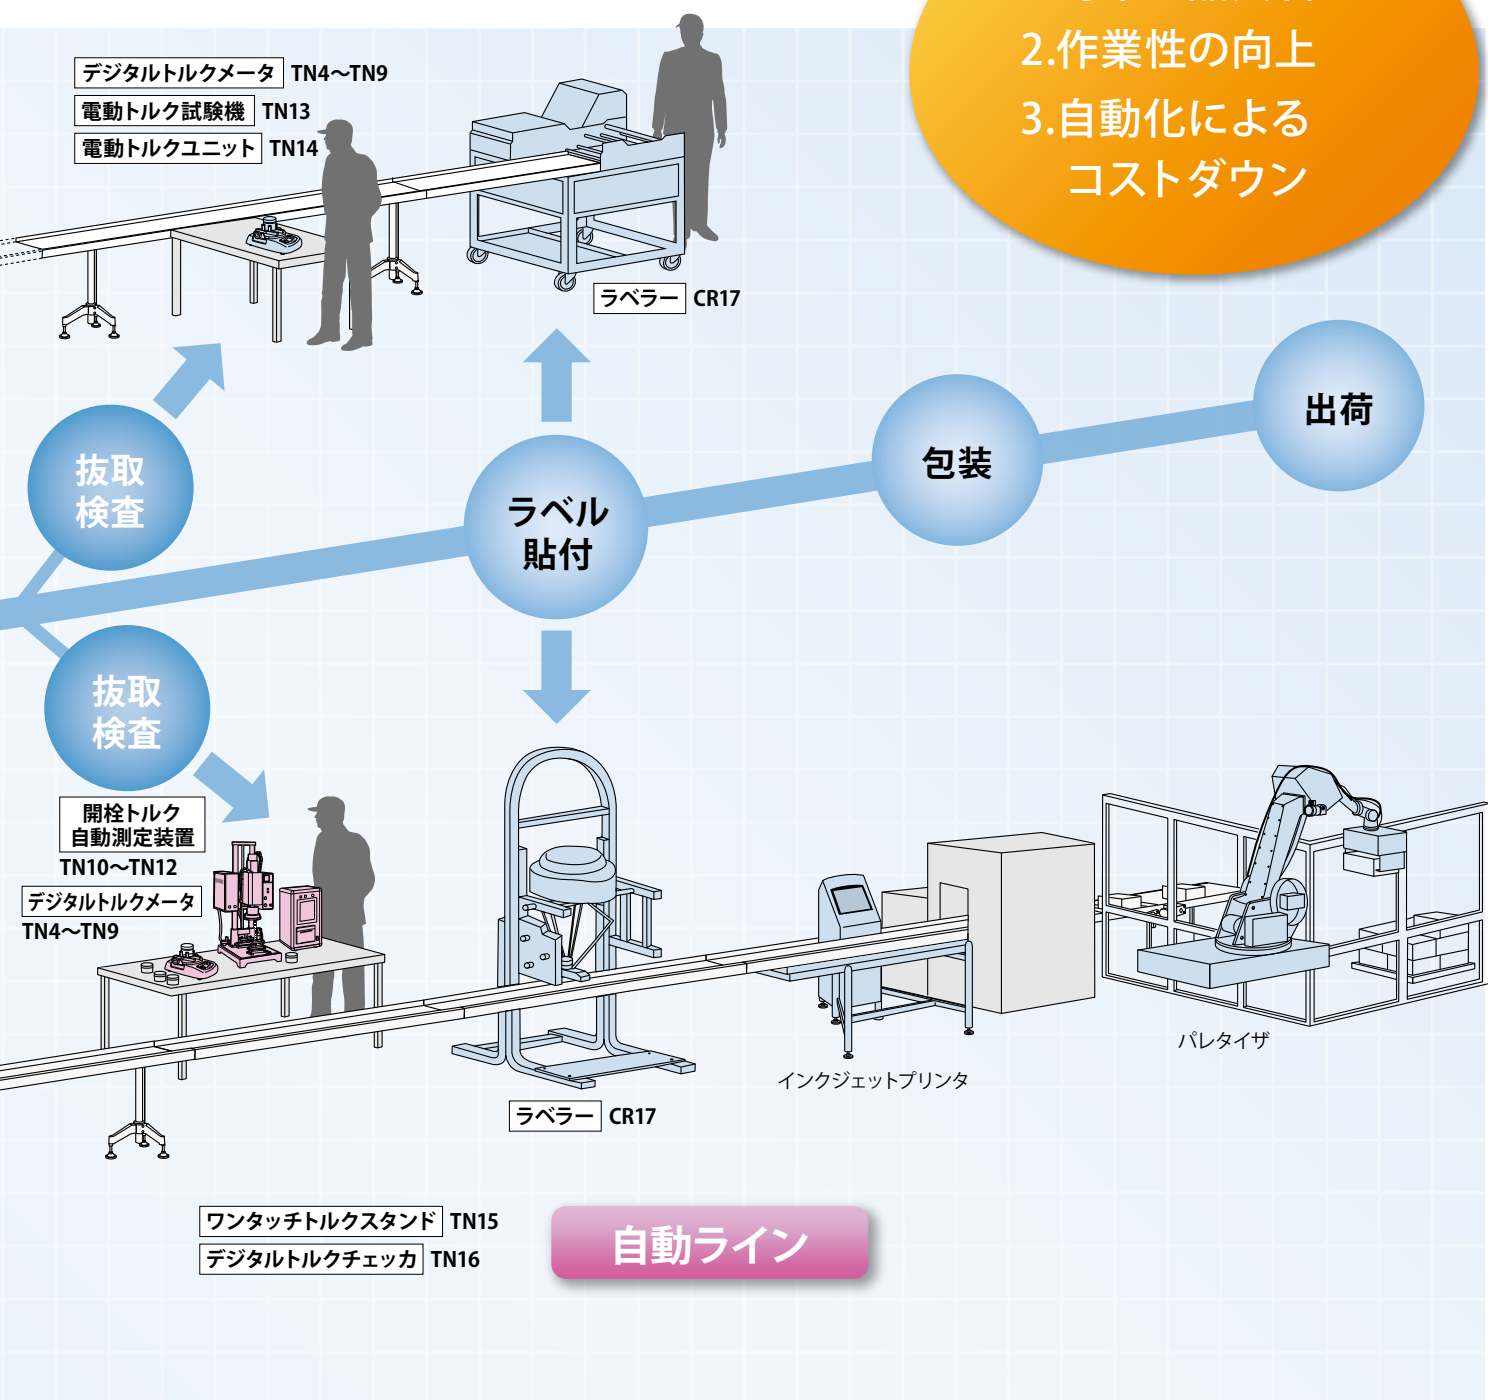 2.作業性の向上
3.自動化による
コストダウン
デジタルトルクメータ TN4～TN9
電動トルク試験機 TN13
電動トルクユニット TN14
ラベラー CR17
抜取
検査
ラベル
貼付
包装
出荷
抜取
検査
開栓トルク
自動測定装置
TN10～TN12
デジタルトルクメータ
TN4～TN9
ラベラー CR17
インクジェットプリンタ
パレタイザ
ワンタッチトルクスタンド TN15
デジタルトルクチェッカ TN16
自動ライン